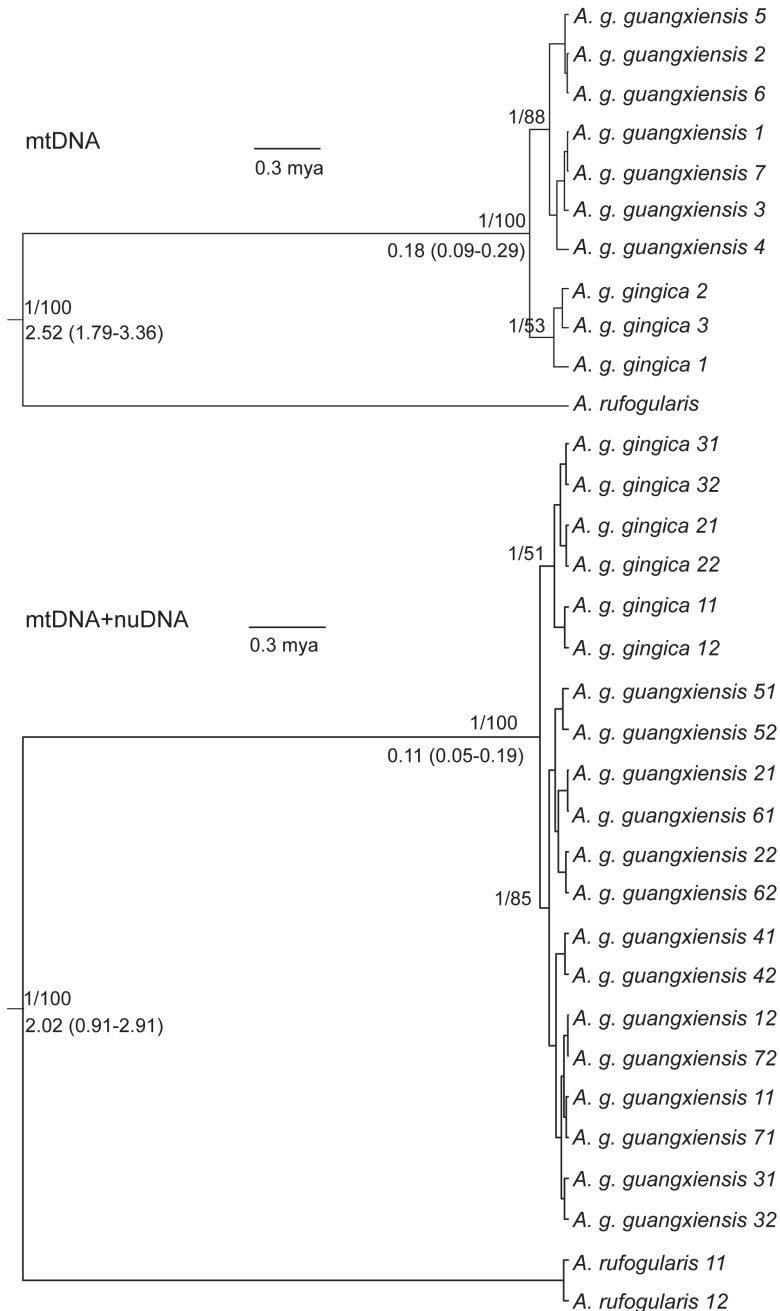 A. g. guangxiensis 5
A. g. guangxiensis 2
A. g. guangxiensis 6
1/88
A. g. guangxiensis 1
mtDNA
0.3 mya
A. g. guangxiensis 7
A. g. guangxiensis 3
1/100
A. g. guangxiensis 4
0.18 (0.09-0.29)
A. g. gingica 2
1/100
1/53
A. g. gingica 3
2.52 (1.79-3.36)
A. g. gingica 1
A. rufogularis
A. g. gingica 31
A. g. gingica 32
A. g. gingica 21
1/51
A. g. gingica 22
A. g. gingica 11
mtDNA+nuDNA
0.3 mya
A. g. gingica 12
A. g. guangxiensis 51
1/100
A. g. guangxiensis 52
0.11 (0.05-0.19)
A. g. guangxiensis 21
A. g. guangxiensis 61
A. g. guangxiensis 22
1/85
A. g. guangxiensis 62
A. g. guangxiensis 41
A. g. guangxiensis 42
1/100
A. g. guangxiensis 12
2.02 (0.91-2.91)
A. g. guangxiensis 72
A. g. guangxiensis 11
A. g. guangxiensis 71
A. g. guangxiensis 31
A. g. guangxiensis 32
A. rufogularis 11
A. rufogularis 12